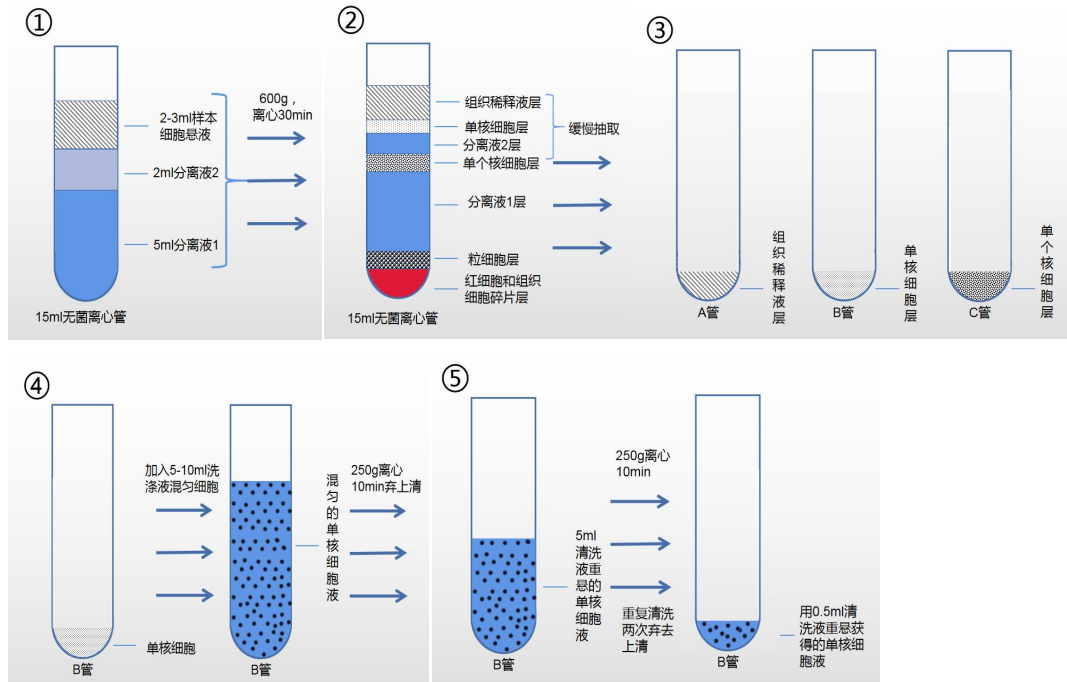 ①
2-3ml样本
细胞悬液
2ml分离液2
5ml分离液1
600g，
离心30min
15ml无菌离心管
②
组织稀释液层
单核细胞层
分离液2层
单个核细胞层
缓慢抽取
分离液1层
粒细胞层
红细胞和组织
细胞碎片层
15ml无菌离心管
③
组织稀释液层
A管
单核细胞层
B管
单个核细胞层
C管
④
单核细胞
B管
加入5-10ml洗
涤液混匀细胞
混匀的单核细胞液
B管
250g离心
10min弃上清
⑤
5ml
清洗
液重
悬的
单核
细胞
液
B管
250g离心
10min
重复清洗
两次弃去
上清
用0.5ml清
洗液重悬获
得的单核细
胞液
B管